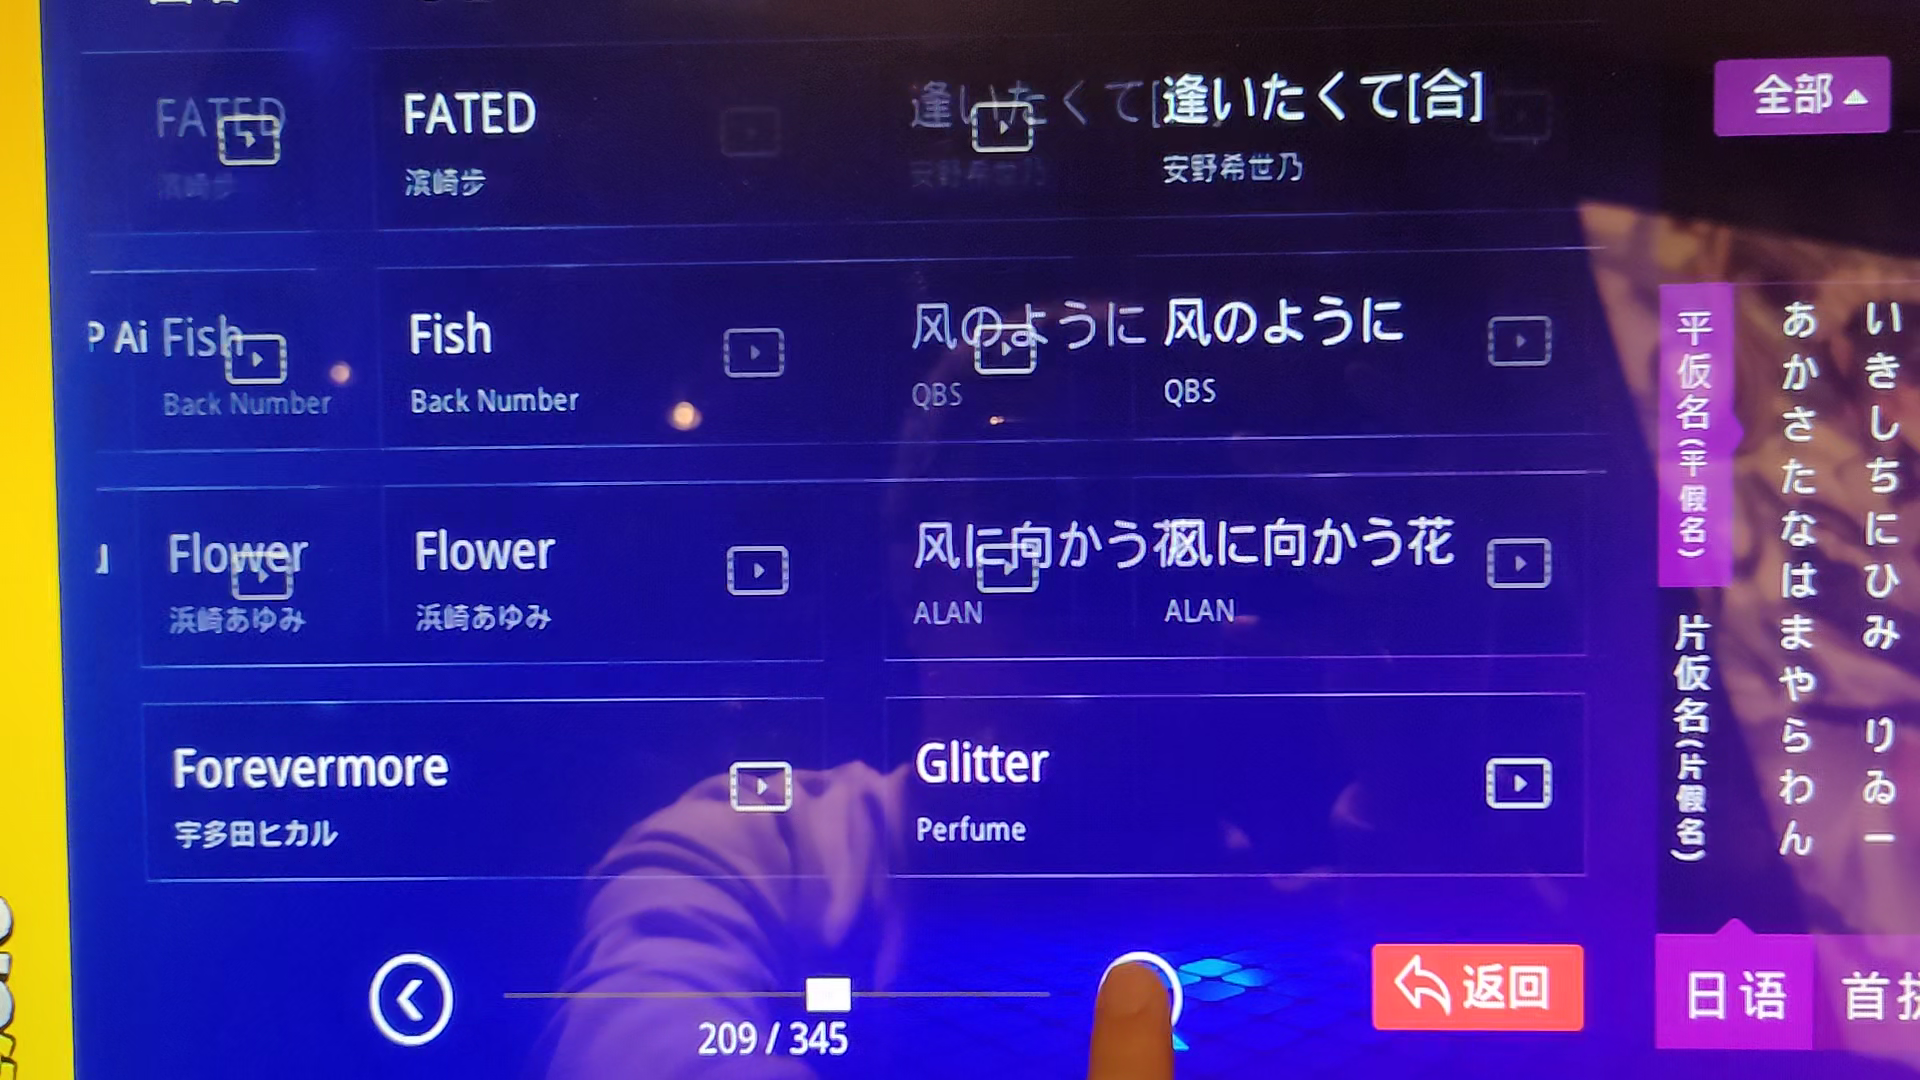 FATED
滨崎步
逢いたくて[合]
安野希世乃
全部
P Ai
Fish
Back Number
风のように
QBS
Flower
浜崎あゆみ
风に向かう花
ALAN
Forevermore
宇多田ヒカル
Glitter
Perfume
平仮名(平假名)
片仮名(片假名)
あかさたなはまやらわん
いきしちにひみ りゐー
209 / 345
返回
日语
首